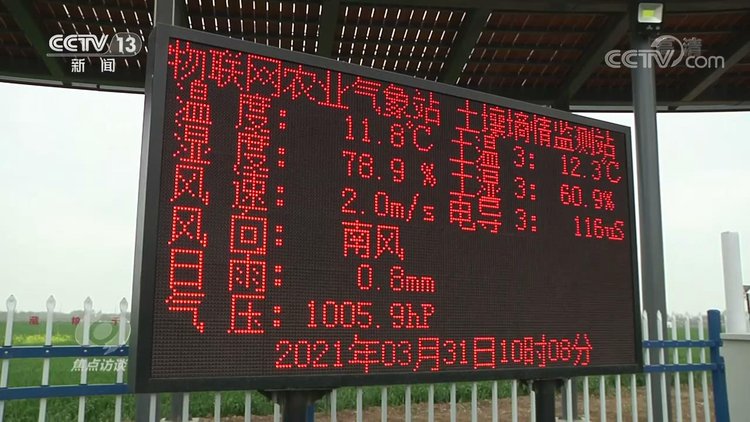 CCTV 13
新闻
CCTV.com
物联网农业气象站 土壤墒情监测站
温 度: 11.8℃ 土温3: 12.3℃
湿 度: 78.9 % 土湿3: 60.9%
风 速: 2.0m/s 电导3: 116uS
风 向: 南风
日 雨: 0.8mm
气 压: 1005.9hP
2021年03月31日10时08分
焦点访谈